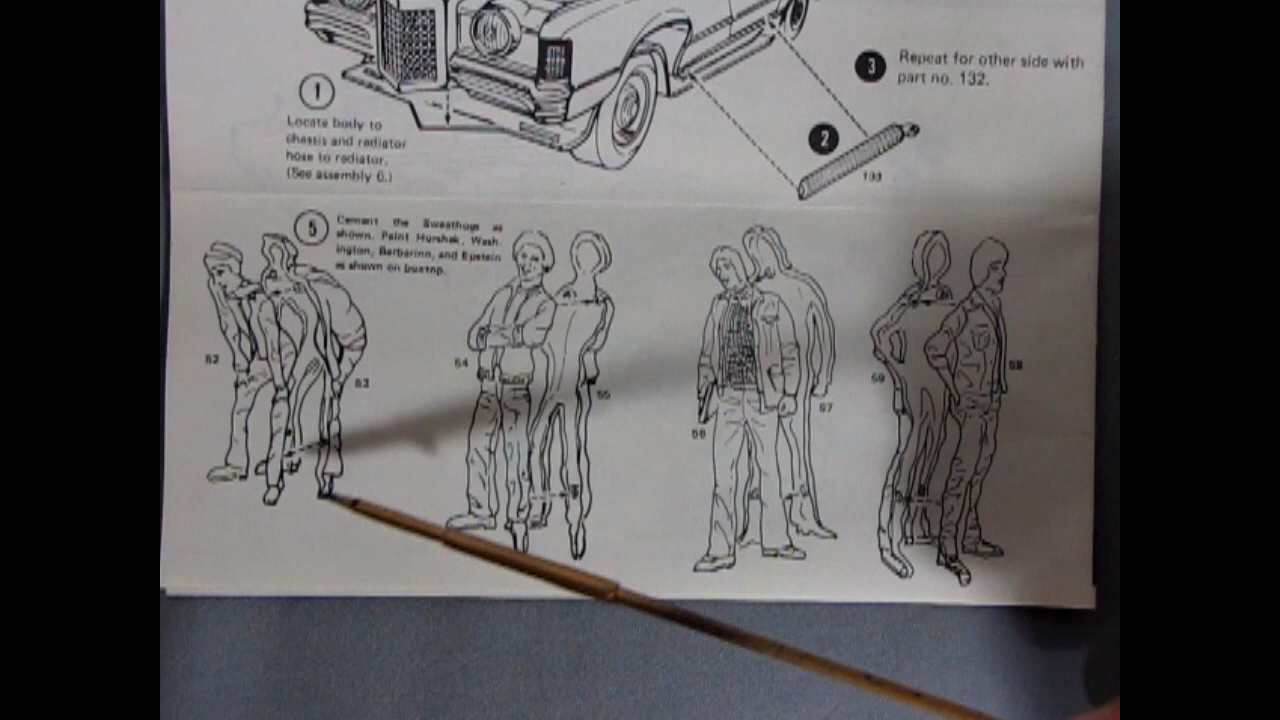 1
Locate body to
chassis and radiator
hose to radiator.
(See assembly 6.)
3
Repeat for other side with
part no. 132.
2
133
5
Cement the Sweathogs as
shown. Paint Horshak, Wash-
ington, Barbarino, and Epstein
as shown on boxtop.
52
53
54
55
56
57
59
58